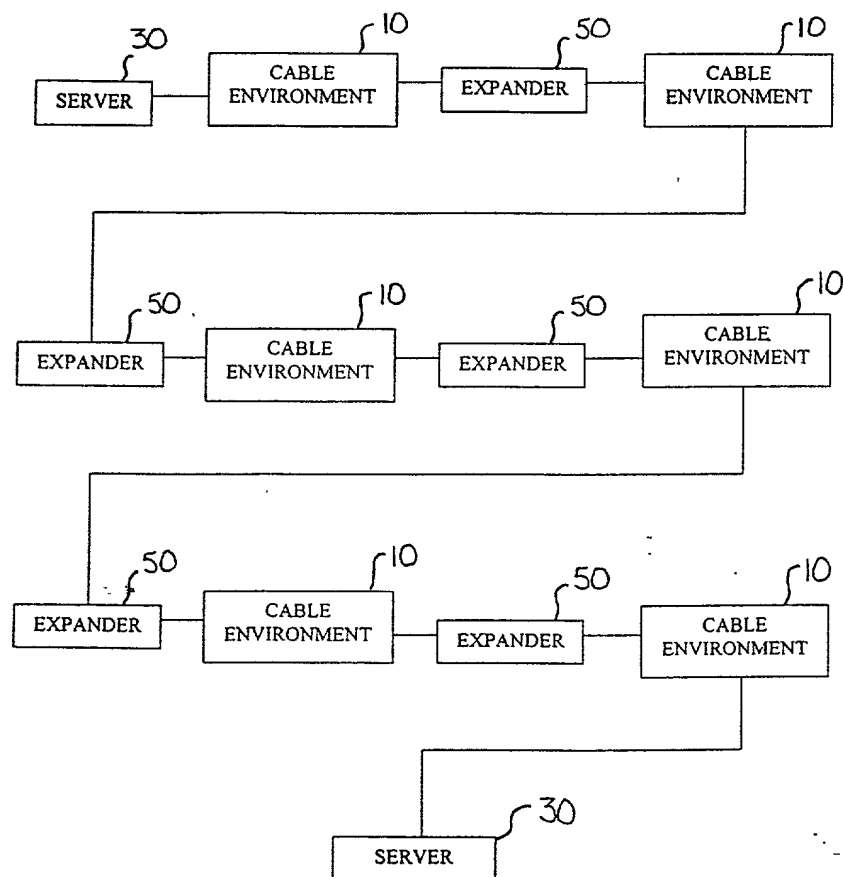 30
10
50
10
SERVER
CABLE
ENVIRONMENT
EXPANDER
CABLE
ENVIRONMENT
50
10
50
10
EXPANDER
CABLE
ENVIRONMENT
EXPANDER
CABLE
ENVIRONMENT
50
10
50
10
EXPANDER
CABLE
ENVIRONMENT
EXPANDER
CABLE
ENVIRONMENT
30
SERVER